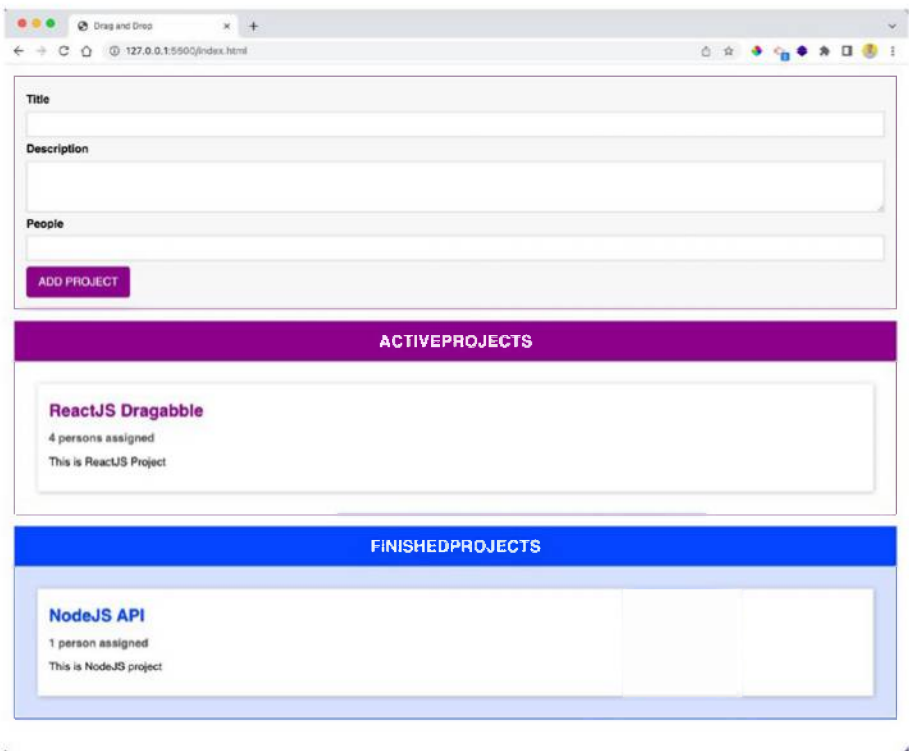 Drag and Drop
127.0.0.1:5500/index.html
Title
Description
People
ADD PROJECT
ACTIVEPROJECTS
ReactJS Dragabble
4 persons assigned
This is ReactJS Project
FINISHEDPROJECTS
NodeJS API
1 person assigned
This is NodeJS project